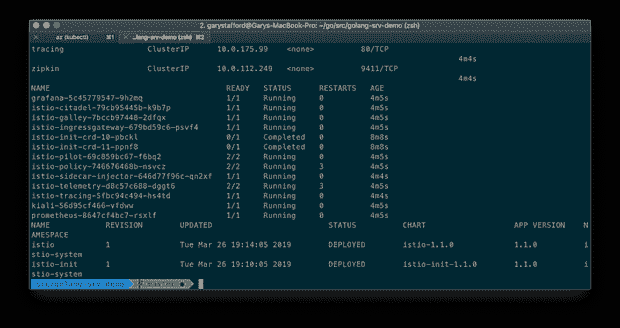 2. garystafford@Garys-MacBook-Pro: ~/go/src/golang-srv-demo (zsh)
× az (kubectl) ⌘1 × ..lang-srv-demo (zsh) ⌘2
tracing ClusterIP 10.0.175.99 <none> 80/TCP
4m4s
zipkin ClusterIP 10.0.112.249 <none> 9411/TCP
4m4s
NAME READY STATUS RESTARTS AGE
grafana-5c45779547-9h2mq 1/1 Running 0 4m5s
istio-citadel-79cb95445b-k9b7p 1/1 Running 0 4m5s
istio-galley-7bccb97448-2dfqx 1/1 Running 0 4m5s
istio-ingressgateway-679bd59c6-psvf4 1/1 Running 0 4m5s
istio-init-crd-10-pbckl 0/1 Completed 0 8m8s
istio-init-crd-11-ppnf8 0/1 Completed 0 8m8s
istio-pilot-69c859bc67-f6bq2 2/2 Running 0 4m5s
istio-policy-746676468b-nsvcz 2/2 Running 3 4m5s
istio-sidecar-injector-646d77f96c-qn2xf 1/1 Running 0 4m4s
istio-telemetry-d8c57c688-dggt6 2/2 Running 3 4m5s
istio-tracing-5fbc94c494-hs4td 1/1 Running 0 4m4s
kiali-56d95cf466-vfdww 1/1 Running 0 4m5s
prometheus-8647cf4bc7-rsxlf 1/1 Running 0 4m5s
NAME REVISION UPDATED STATUS CHART APP VERSION N
AMESPACE
istio 1 Tue Mar 26 19:14:05 2019 DEPLOYED istio-1.1.0 1.1.0 i
stio-system
istio-init 1 Tue Mar 26 19:10:05 2019 DEPLOYED istio-init-1.1.0 1.1.0 i
stio-system